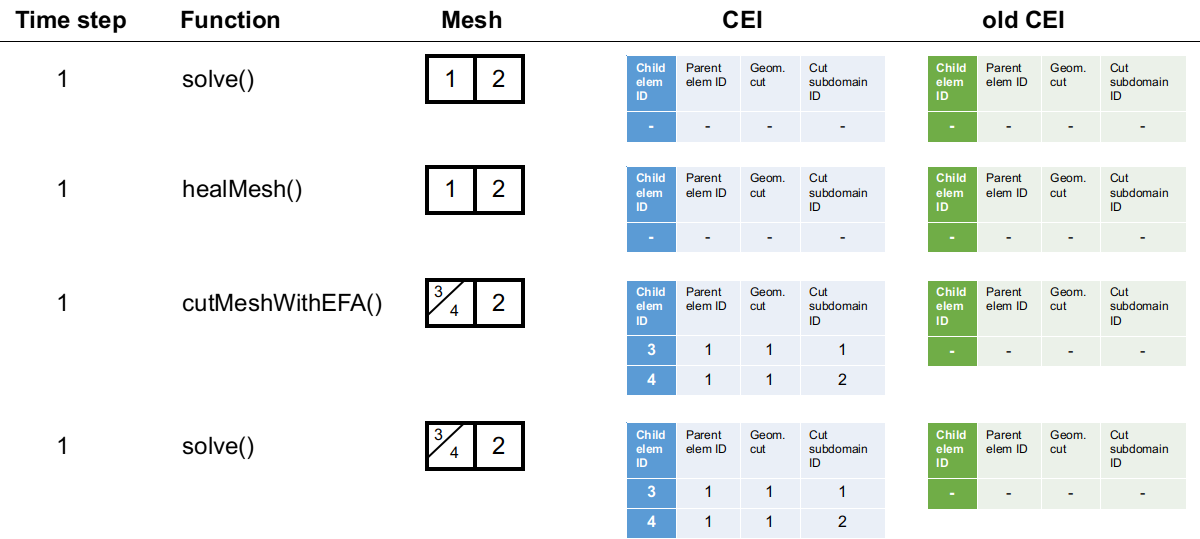 Time step Function Mesh CEI old CEI
1 solve() 1 2
Child elem ID Parent elem ID Geom. cut Cut subdomain ID
- - - -
Child elem ID Parent elem ID Geom. cut Cut subdomain ID
- - - -
1 healMesh() 1 2
Child elem ID Parent elem ID Geom. cut Cut subdomain ID
- - - -
Child elem ID Parent elem ID Geom. cut Cut subdomain ID
- - - -
1 cutMeshWithEFA() 3 4 2
Child elem ID Parent elem ID Geom. cut Cut subdomain ID
3 1 1 1
4 1 1 2
Child elem ID Parent elem ID Geom. cut Cut subdomain ID
- - - -
1 solve() 3 4 2
Child elem ID Parent elem ID Geom. cut Cut subdomain ID
3 1 1 1
4 1 1 2
Child elem ID Parent elem ID Geom. cut Cut subdomain ID
- - - -